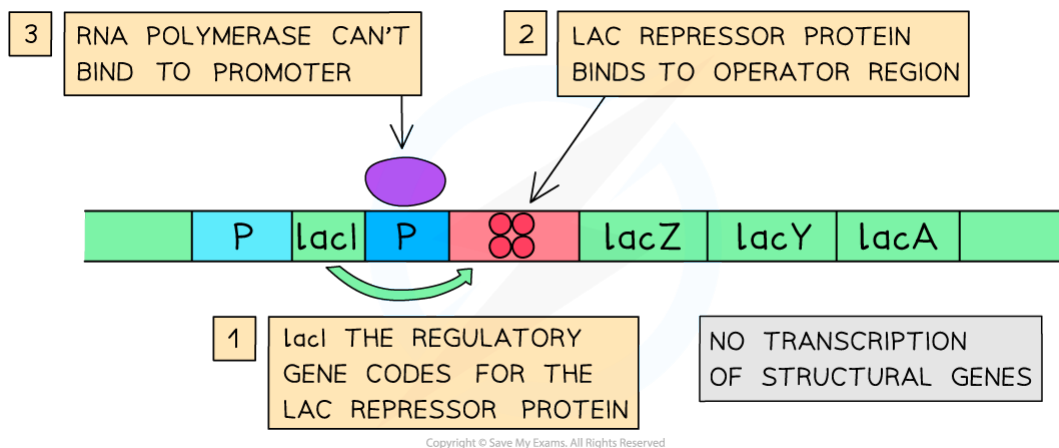 3
RNA POLYMERASE CAN'T
BIND TO PROMOTER
2
LAC REPRESSOR PROTEIN
BINDS TO OPERATOR REGION
P lacI P lacZ lacY lacA
1
lacI THE REGULATORY
GENE CODES FOR THE
LAC REPRESSOR PROTEIN
NO TRANSCRIPTION
OF STRUCTURAL GENES
Copyright © Save My Exams. All Rights Reserved